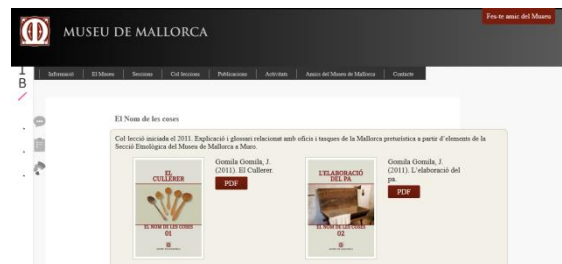 Fes-te amic del Museu
MUSEU DE MALLORCA
I
B
Informació El Museu Seccions Col·leccions Publicacions Activitats Amics del Museu de Mallorca Contacte
El Nom de les coses
Col·lecció iniciada el 2011. Explicació i glossari relacionat amb oficis i tasques de la Mallorca preturística a partir d'elements de la
Secció Etnològica del Museu de Mallorca a Muro.
EL
CULLERER
EL NOM DE LES COSES
01
Gomila Gomila, J.
(2011). El Cullerer.
PDF
L'ELABORACIÓ
DEL PA
EL NOM DE LES COSES
02
Gomila Gomila, J.
(2011). L'elaboració del
pa.
PDF